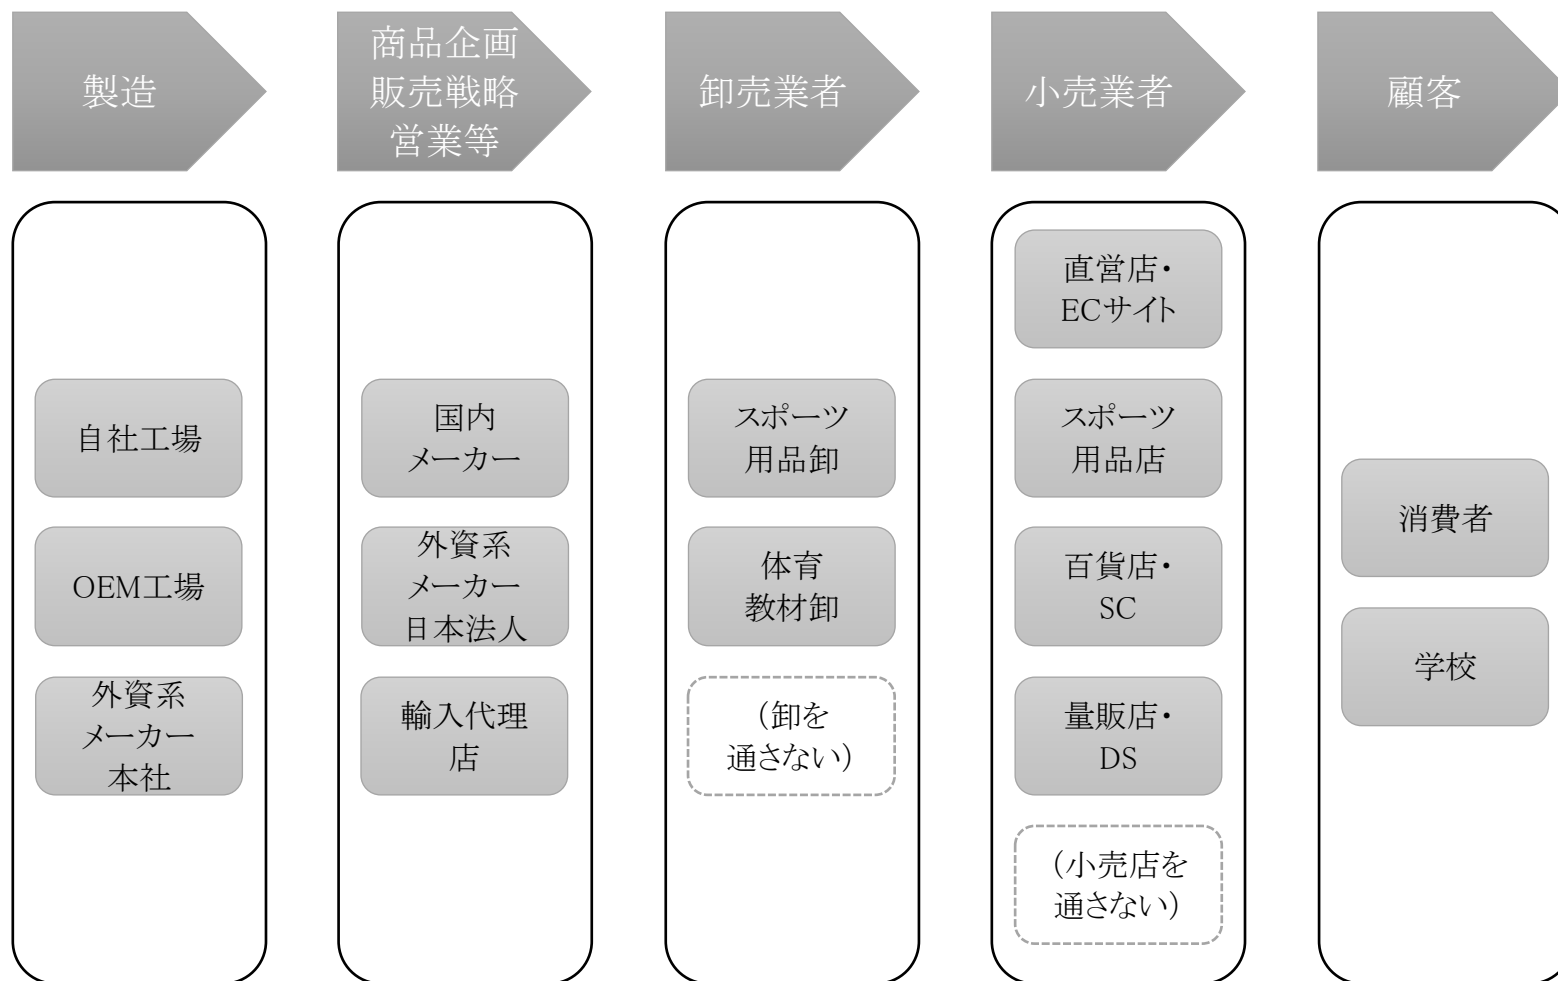 製造
商品企画
販売戦略
営業等
卸売業者
小売業者
顧客
自社工場
OEM工場
外資系
メーカー
本社
国内
メーカー
外資系
メーカー
日本法人
輸入代理
店
スポーツ
用品卸
体育
教材卸
（卸を
通さない）
直営店・
ECサイト
スポーツ
用品店
百貨店・
SC
量販店・
DS
（小売店を
通さない）
消費者
学校